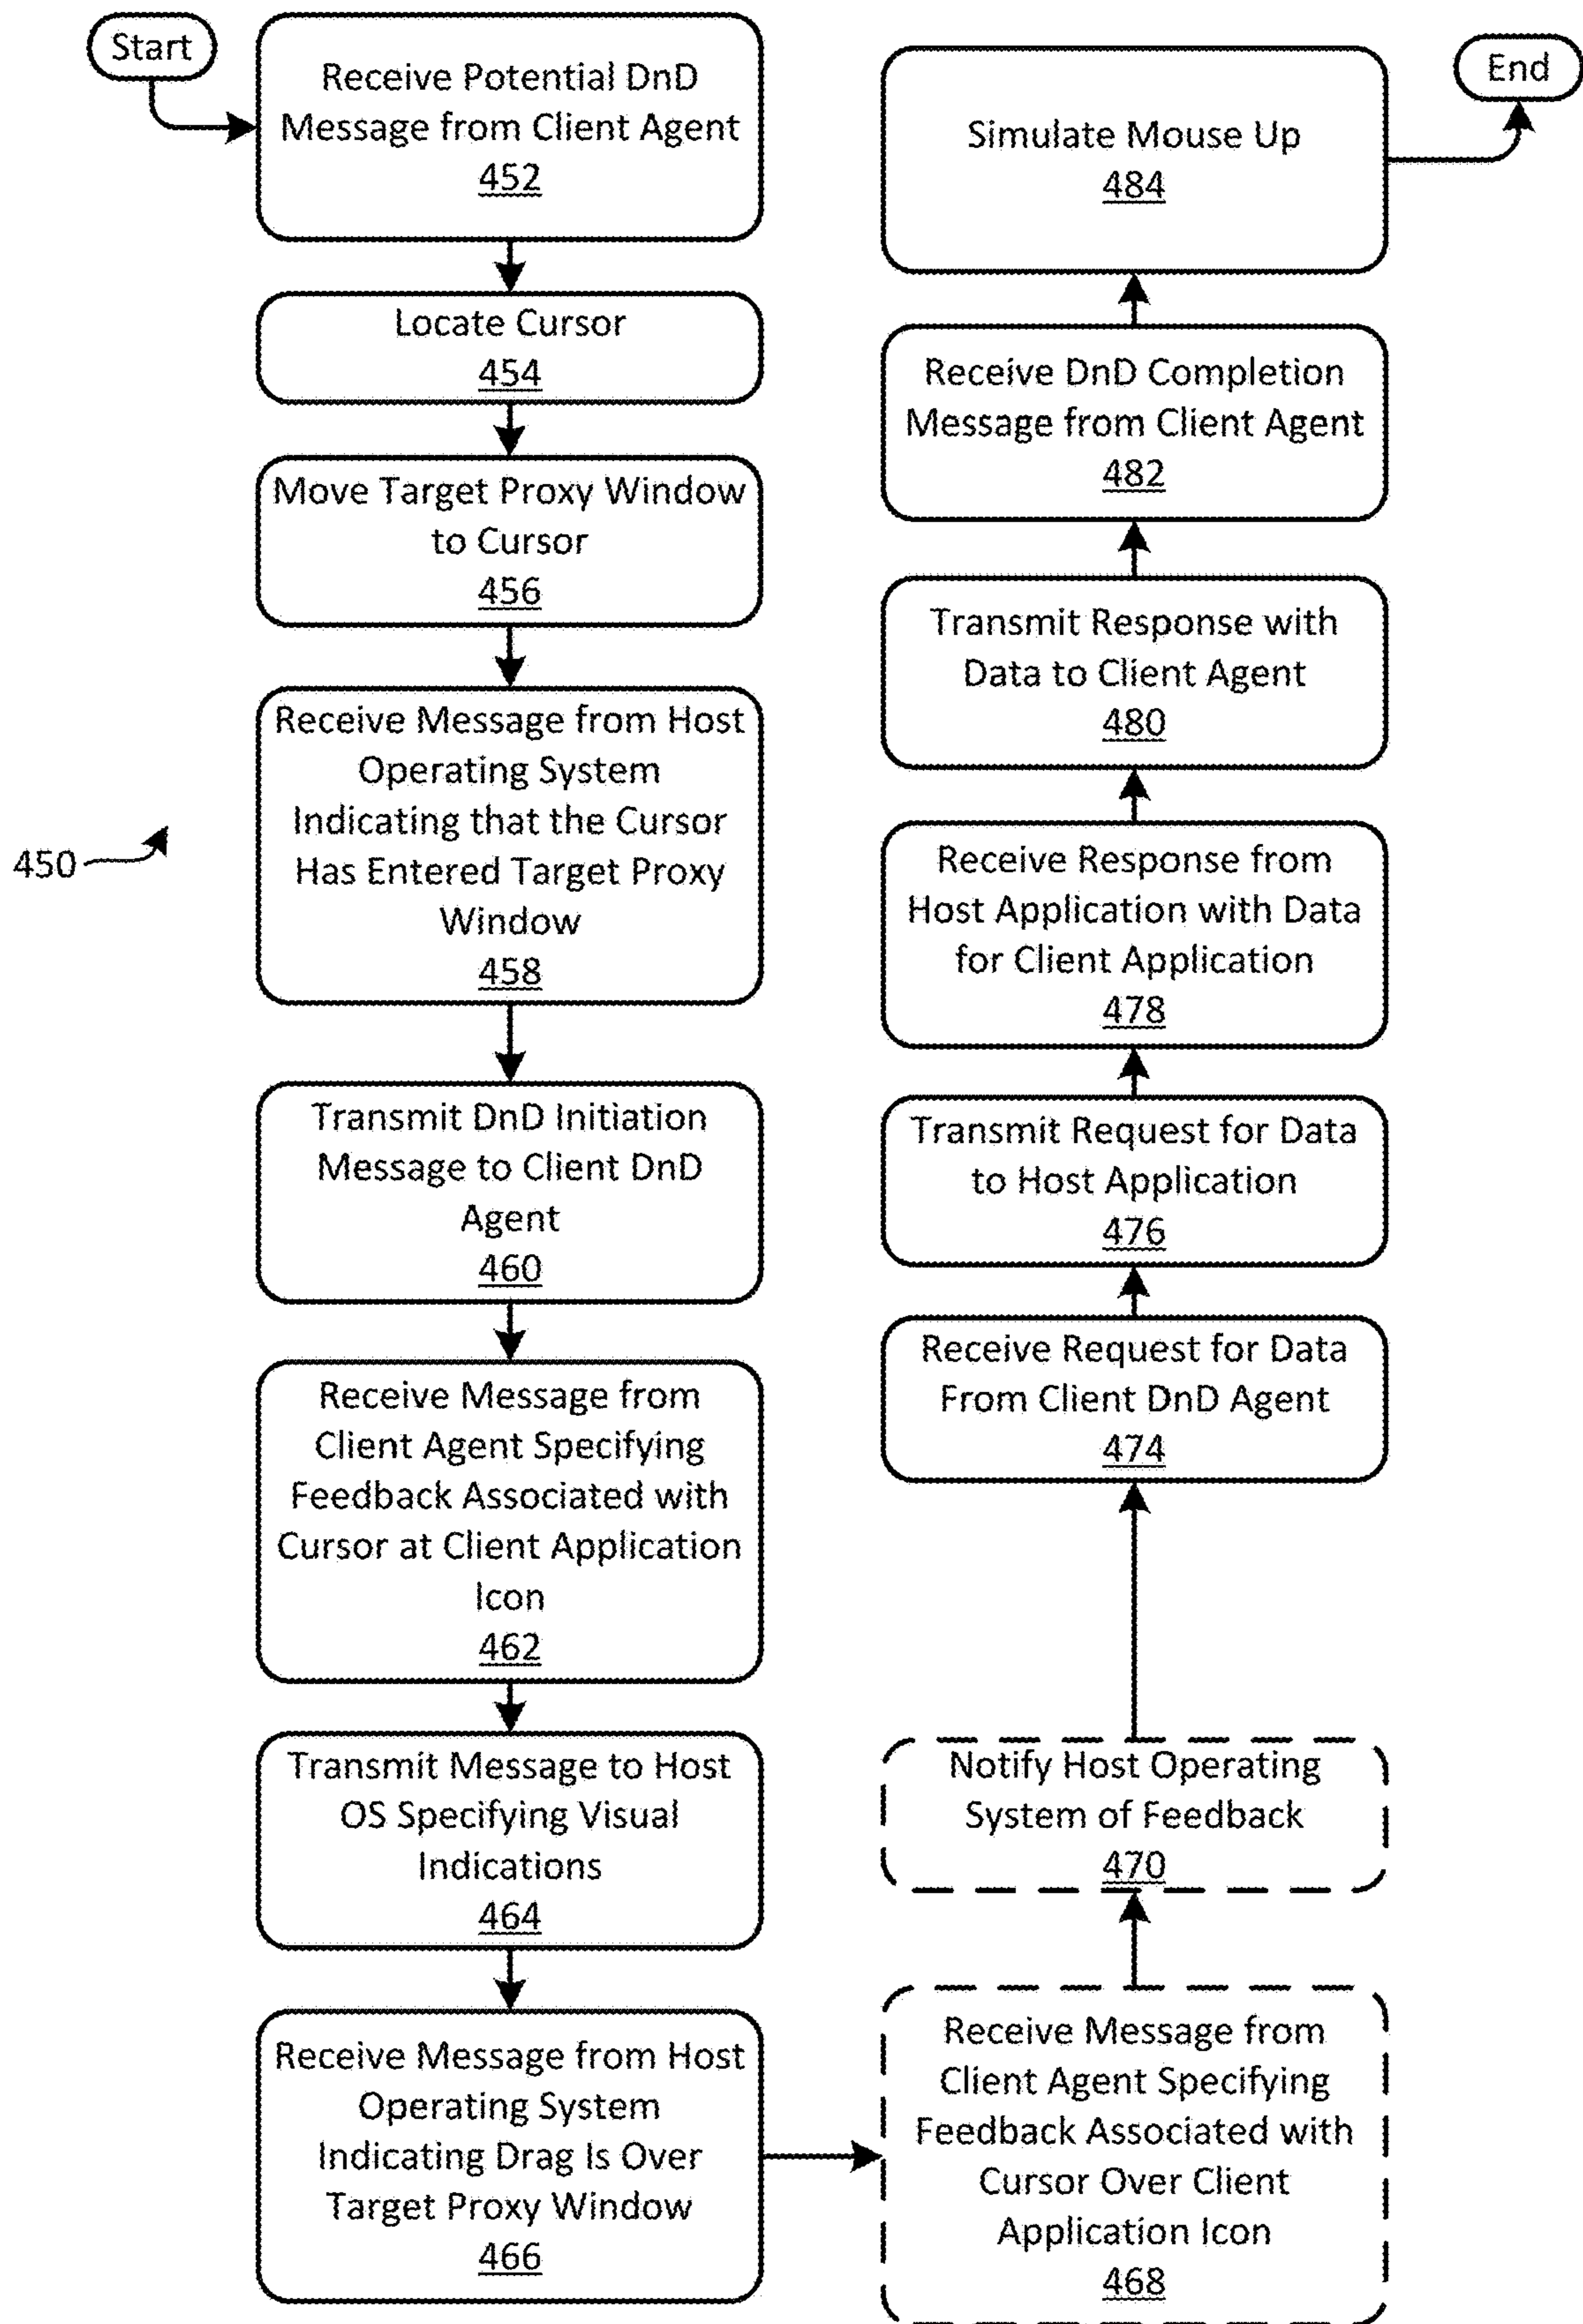 Start
Receive Potential DnD
Message from Client Agent
452
Locate Cursor
454
Move Target Proxy Window
to Cursor
456
Receive Message from Host
Operating System
Indicating that the Cursor
Has Entered Target Proxy
Window
458
450
Transmit DnD Initiation
Message to Client DnD
Agent
460
Receive Message from
Client Agent Specifying
Feedback Associated with
Cursor at Client Application
Icon
462
Transmit Message to Host
OS Specifying Visual
Indications
464
Receive Message from Host
Operating System
Indicating Drag Is Over
Target Proxy Window
466
Receive Message from
Client Agent Specifying
Feedback Associated with
Cursor Over Client
Application Icon
468
Notify Host Operating
System of Feedback
470
Receive Request for Data
From Client DnD Agent
474
Transmit Request for Data
to Host Application
476
Receive Response from
Host Application with Data
for Client Application
478
Transmit Response with
Data to Client Agent
480
Receive DnD Completion
Message from Client Agent
482
Simulate Mouse Up
484
End